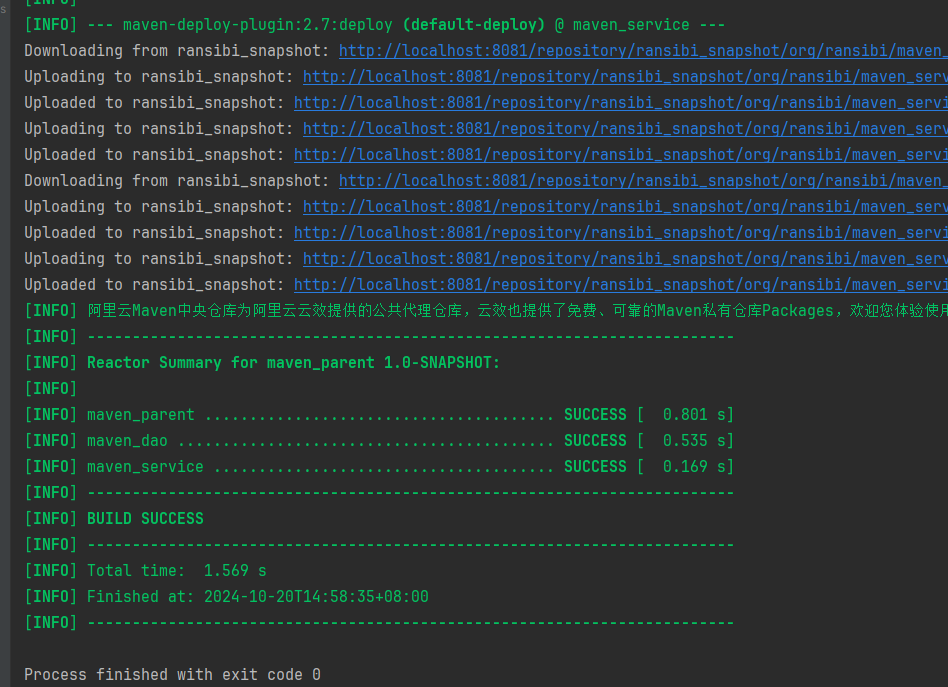 [INFO]
[INFO] --- maven-deploy-plugin:2.7:deploy (default-deploy) @ maven_service ---
Downloading from ransibi_snapshot: http://localhost:8081/repository/ransibi_snapshot/org/ransibi/maven_
Uploading to ransibi_snapshot: http://localhost:8081/repository/ransibi_snapshot/org/ransibi/maven_serv
Uploaded to ransibi_snapshot: http://localhost:8081/repository/ransibi_snapshot/org/ransibi/maven_servi
Uploading to ransibi_snapshot: http://localhost:8081/repository/ransibi_snapshot/org/ransibi/maven_serv
Uploaded to ransibi_snapshot: http://localhost:8081/repository/ransibi_snapshot/org/ransibi/maven_servi
Downloading from ransibi_snapshot: http://localhost:8081/repository/ransibi_snapshot/org/ransibi/maven_
Uploading to ransibi_snapshot: http://localhost:8081/repository/ransibi_snapshot/org/ransibi/maven_serv
Uploaded to ransibi_snapshot: http://localhost:8081/repository/ransibi_snapshot/org/ransibi/maven_servi
Uploading to ransibi_snapshot: http://localhost:8081/repository/ransibi_snapshot/org/ransibi/maven_serv
Uploaded to ransibi_snapshot: http://localhost:8081/repository/ransibi_snapshot/org/ransibi/maven_servi
[INFO] 阿里云Maven中央仓库为阿里云云效提供的公共代理仓库，云效也提供了免费、可靠的Maven私有仓库Packages，欢迎您体验使用
[INFO] ------------------------------------------------------------------------
[INFO] Reactor Summary for maven_parent 1.0-SNAPSHOT:
[INFO]
[INFO] maven_parent ....................................... SUCCESS [  0.801 s]
[INFO] maven_dao .......................................... SUCCESS [  0.535 s]
[INFO] maven_service ...................................... SUCCESS [  0.169 s]
[INFO] ------------------------------------------------------------------------
[INFO] BUILD SUCCESS
[INFO] ------------------------------------------------------------------------
[INFO] Total time:  1.569 s
[INFO] Finished at: 2024-10-20T14:58:35+08:00
[INFO] ------------------------------------------------------------------------
Process finished with exit code 0